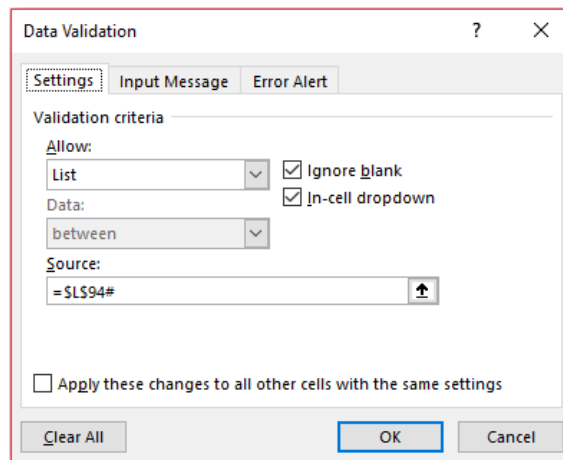 Data Validation ? X
Settings Input Message Error Alert
Validation criteria
Allow:
List Ignore blank
In-cell dropdown
Data:
between
Source:
=$L$94#
Apply these changes to all other cells with the same settings
Clear All OK Cancel